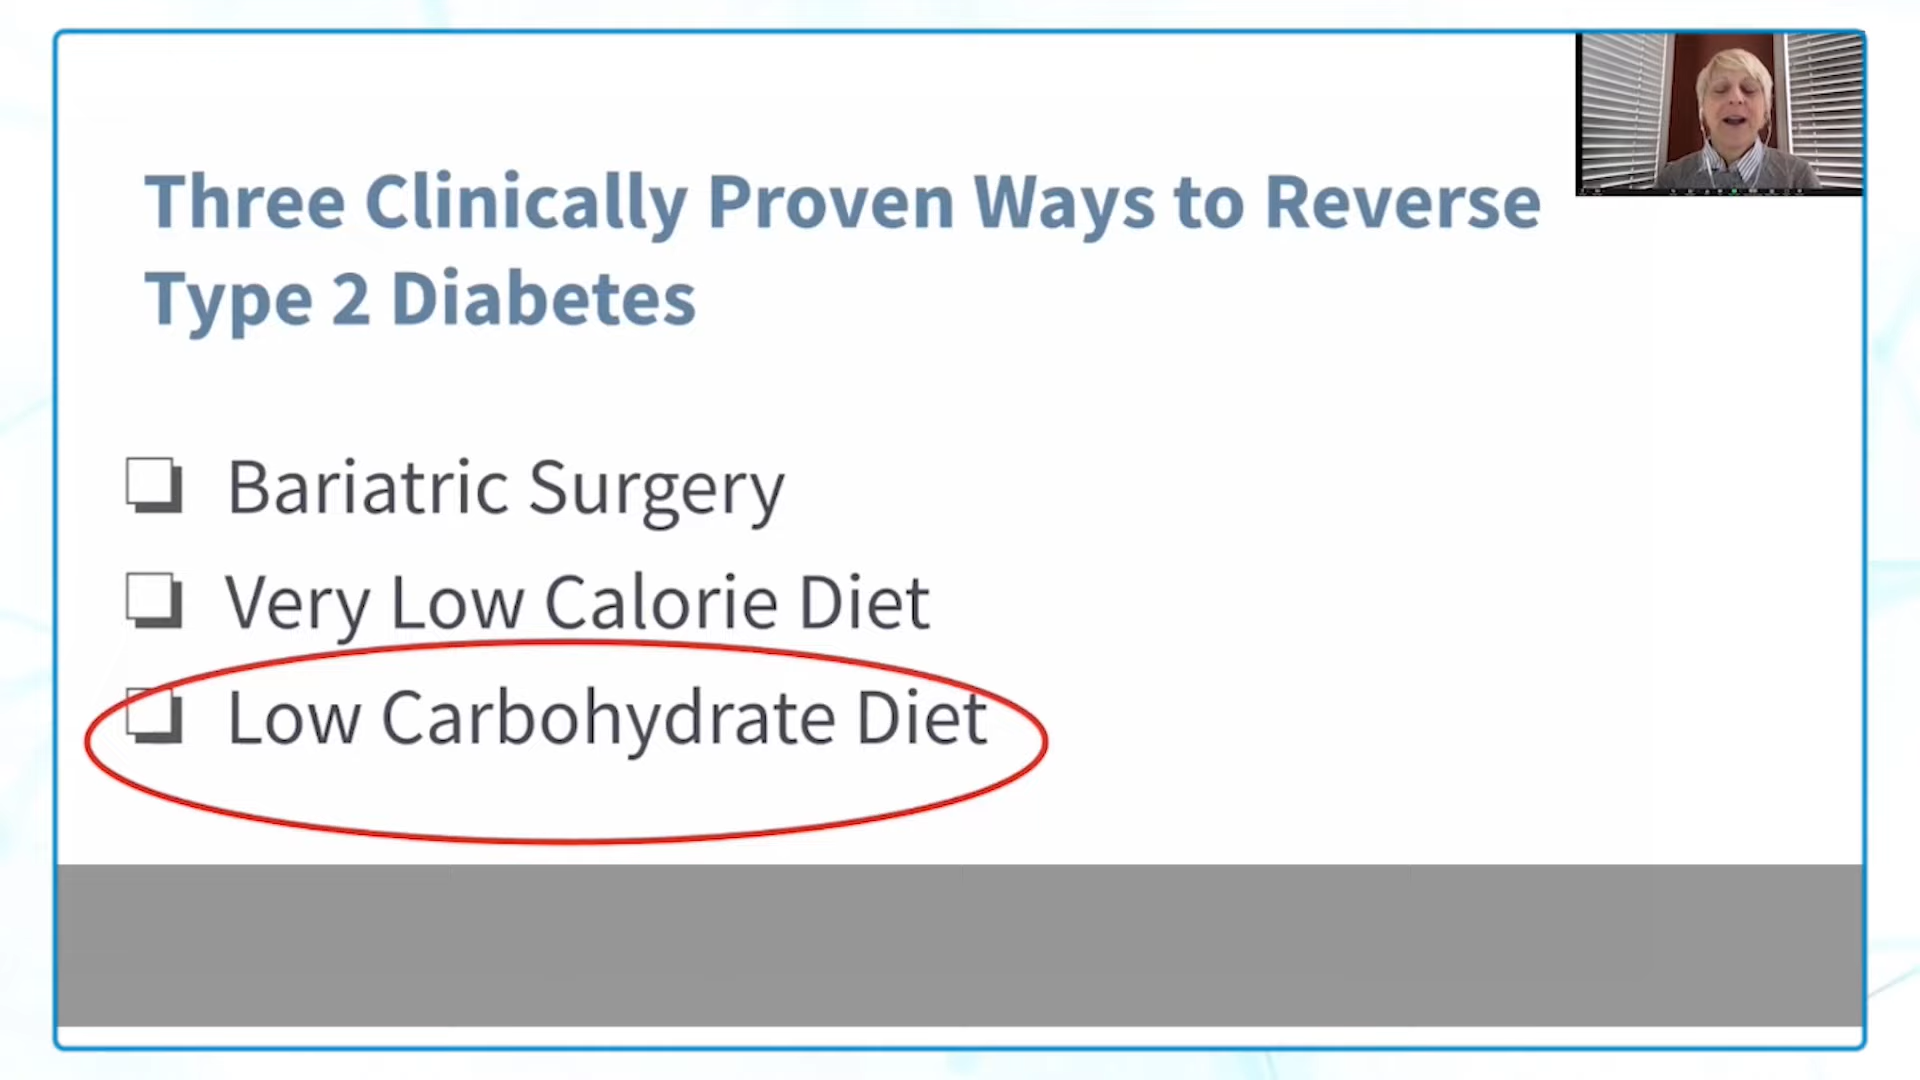 Three Clinically Proven Ways to Reverse
Type 2 Diabetes
Bariatric Surgery
Very Low Calorie Diet
Low Carbohydrate Diet